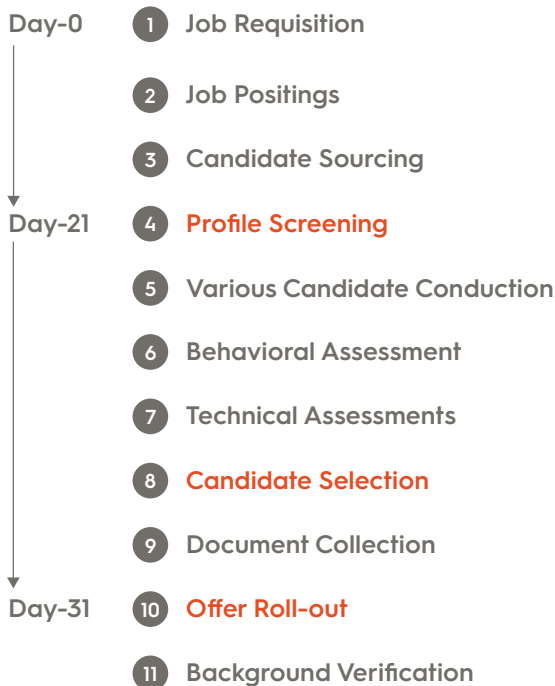 Day-0 1 Job Requisition
2 Job Positings
3 Candidate Sourcing
Day-21 4 Profile Screening
5 Various Candidate Conduction
6 Behavioral Assessment
7 Technical Assessments
8 Candidate Selection
9 Document Collection
Day-31 10 Offer Roll-out
11 Background Verification